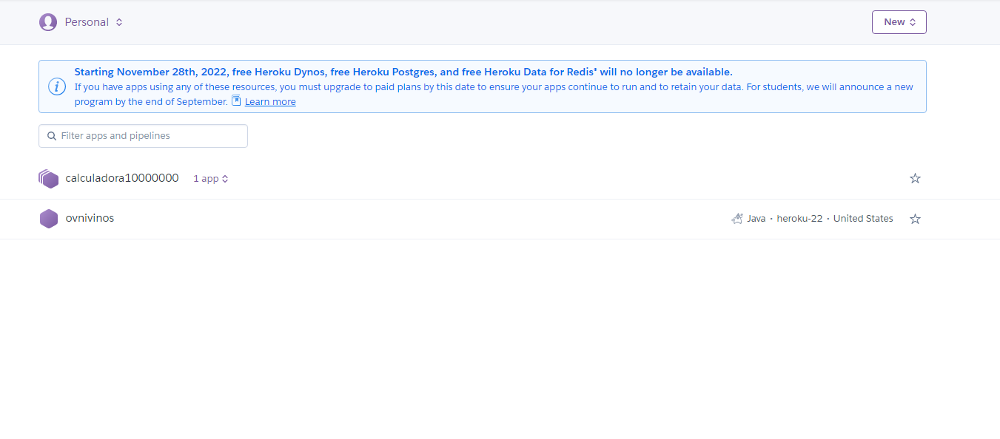 Personal
New
Starting November 28th, 2022, free Heroku Dynos, free Heroku Postgres, and free Heroku Data for Redis® will no longer be available.
If you have apps using any of these resources, you must upgrade to paid plans by this date to ensure your apps continue to run and to retain your data. For students, we will announce a new
program by the end of September. Learn more
Filter apps and pipelines
calculadora10000000 1 app
ovnivinos Java · heroku-22 · United States